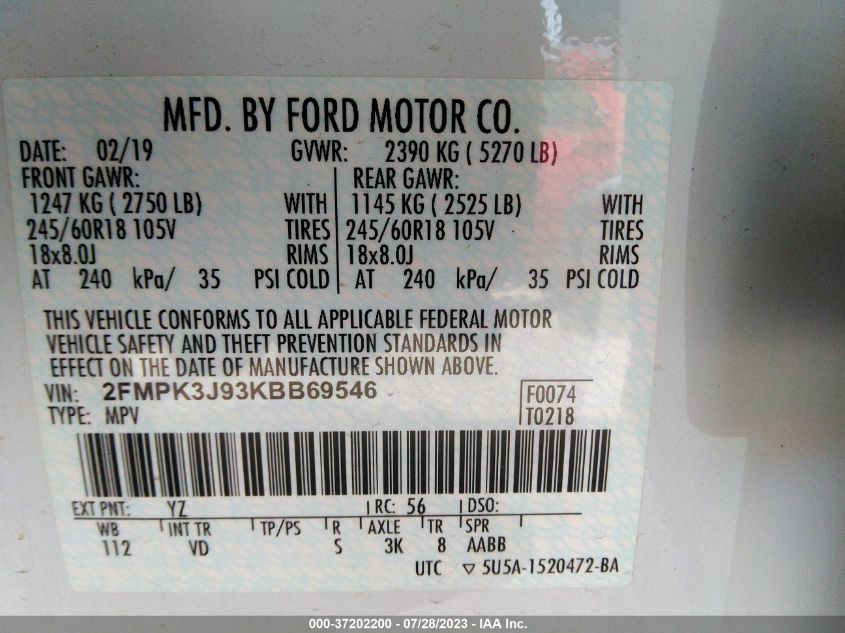 MFD. BY FORD MOTOR CO.
DATE: 02/19 GVWR: 2390 KG ( 5270 LB)
FRONT GAWR: REAR GAWR:
1247 KG ( 2750 LB) WITH 1145 KG ( 2525 LB) WITH
245/60R18 105V TIRES 245/60R18 105V TIRES
18x8.0J RIMS 18x8.0J RIMS
AT 240 kPa/ 35 PSI COLD AT 240 kPa/ 35 PSI COLD
THIS VEHICLE CONFORMS TO ALL APPLICABLE FEDERAL MOTOR
VEHICLE SAFETY AND THEFT PREVENTION STANDARDS IN
EFFECT ON THE DATE OF MANUFACTURE SHOWN ABOVE.
VIN: 2FMPK3J93KBB69546 F0074
TYPE: MPV T0218
EXT PNT: YZ RC: 56 DSO:
WB INT TR TP/PS R AXLE TR SPR
112 VD S 3K 8 AABB
UTC ▽ 5U5A-1520472-BA
000-37202200 - 07/28/2023 - IAA Inc.